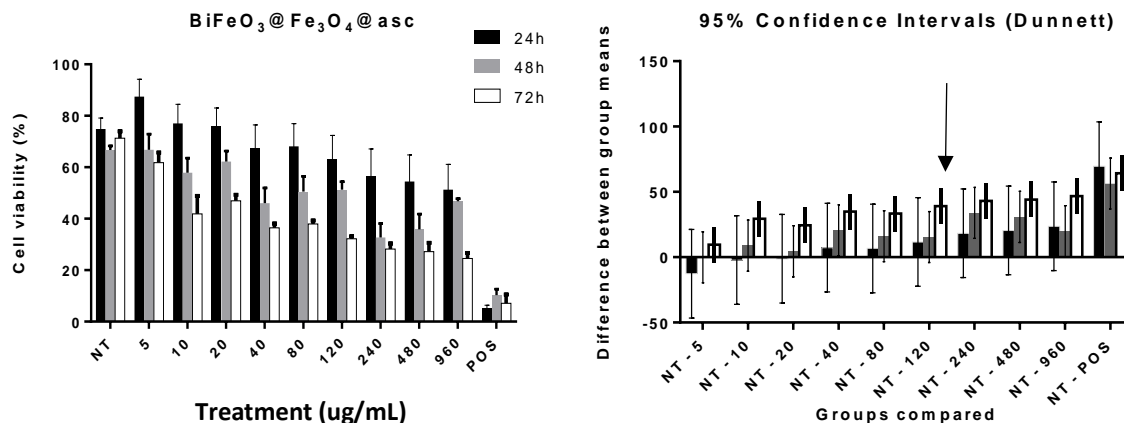 BiFeO3@Fe3O4@asc
24h
48h
72h
Cell viability (%)
100
80
60
40
20
0
NT
5
10
20
40
80
120
240
480
960
POS
Treatment (ug/mL)
95% Confidence Intervals (Dunnett)
Difference between group means
150
100
50
0
-50
NT - 5
NT - 10
NT - 20
NT - 40
NT - 80
NT - 120
NT - 240
NT - 480
NT - 960
NT - POS
Groups compared